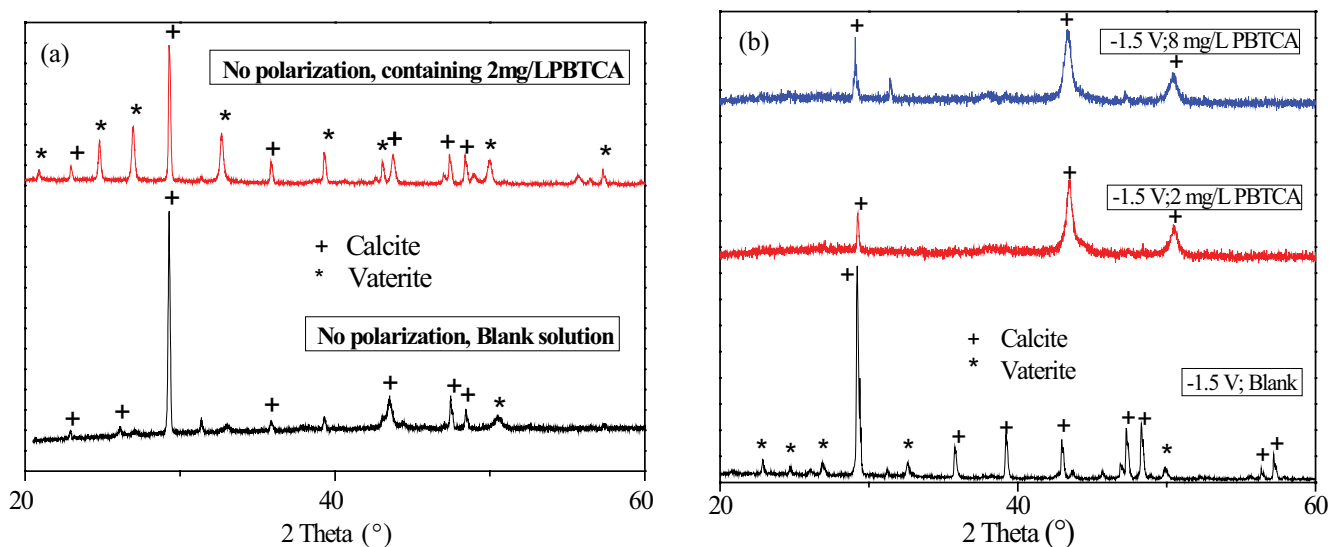 (a)
No polarization, containing 2mg/LPBTCA
+ Calcite
* Vaterite
No polarization, Blank solution
20 40 60
2 Theta (°)
(b)
-1.5 V;8 mg/L PBTCA
-1.5 V;2 mg/L PBTCA
+ Calcite
* Vaterite
-1.5 V; Blank
20 40 60
2 Theta (°)